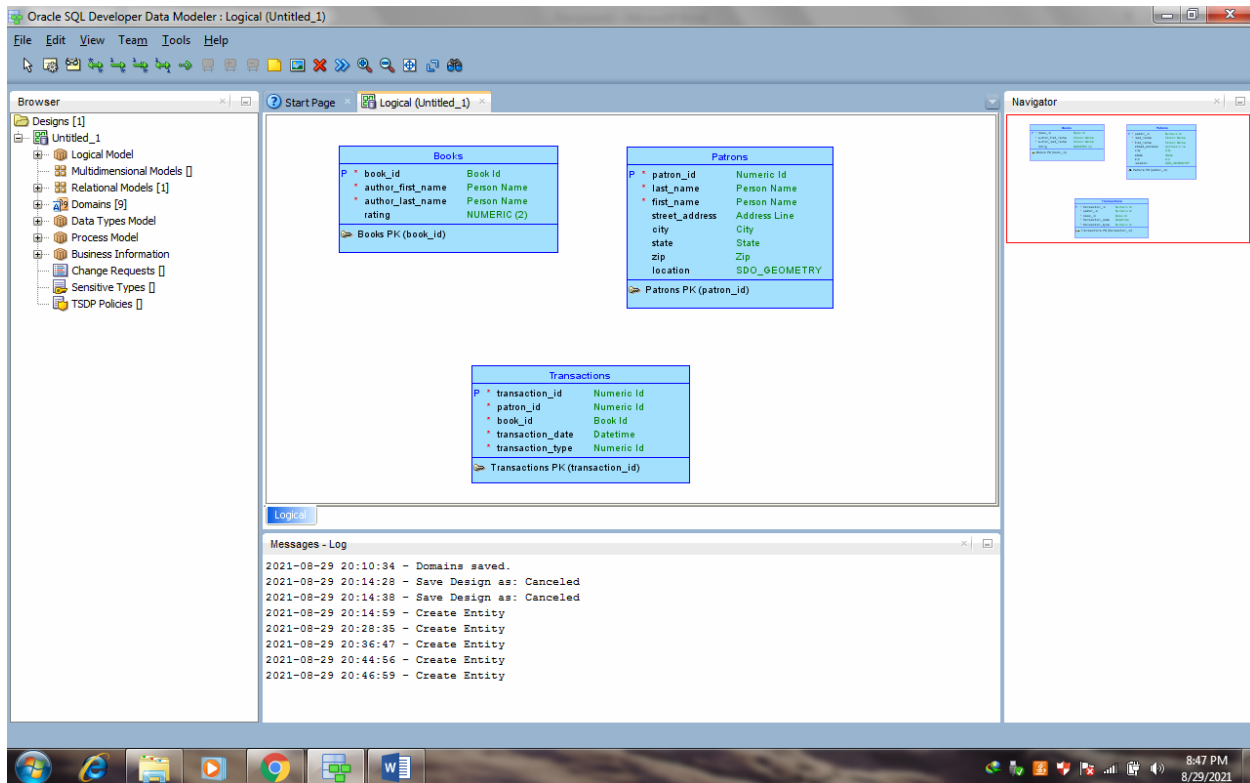 Oracle SQL Developer Data Modeler : Logical (Untitled_1)
File Edit View Team Tools Help
Browser
Designs [1]
Untitled_1
Logical Model
Multidimensional Models []
Relational Models [1]
Domains [9]
Data Types Model
Process Model
Business Information
Change Requests []
Sensitive Types []
TSDP Policies []
Start Page
Logical (Untitled_1)
Books
P * book_id Book Id
* author_first_name Person Name
* author_last_name Person Name
rating NUMERIC (2)
Books PK (book_id)
Patrons
P * patron_id Numeric Id
* last_name Person Name
* first_name Person Name
street_address Address Line
city City
state State
zip Zip
location SDO_GEOMETRY
Patrons PK (patron_id)
Transactions
P * transaction_id Numeric Id
* patron_id Numeric Id
* book_id Book Id
* transaction_date Datetime
* transaction_type Numeric Id
Transactions PK (transaction_id)
Logical
Messages - Log
2021-08-29 20:10:34 - Domains saved.
2021-08-29 20:14:28 - Save Design as: Canceled
2021-08-29 20:14:38 - Save Design as: Canceled
2021-08-29 20:14:59 - Create Entity
2021-08-29 20:28:35 - Create Entity
2021-08-29 20:36:47 - Create Entity
2021-08-29 20:44:56 - Create Entity
2021-08-29 20:46:59 - Create Entity
Navigator
8:47 PM
8/29/2021